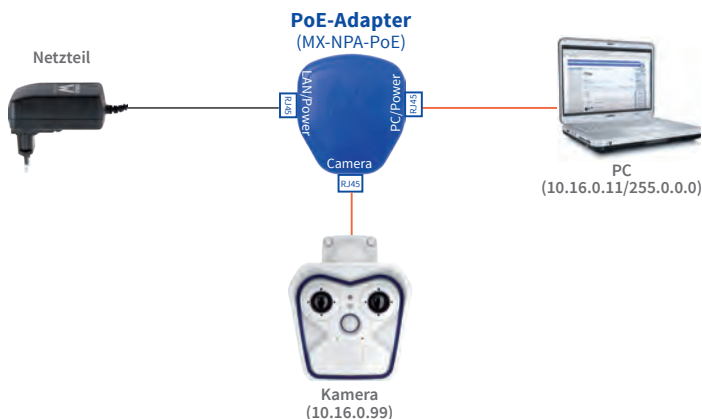 PoE-Adapter
(MX-NPA-PoE)
Netzteil
RJ45
LAN/Power
PC/Power
RJ45
Camera
RJ45
PC
(10.16.0.11/255.0.0.0)
Kamera
(10.16.0.99)